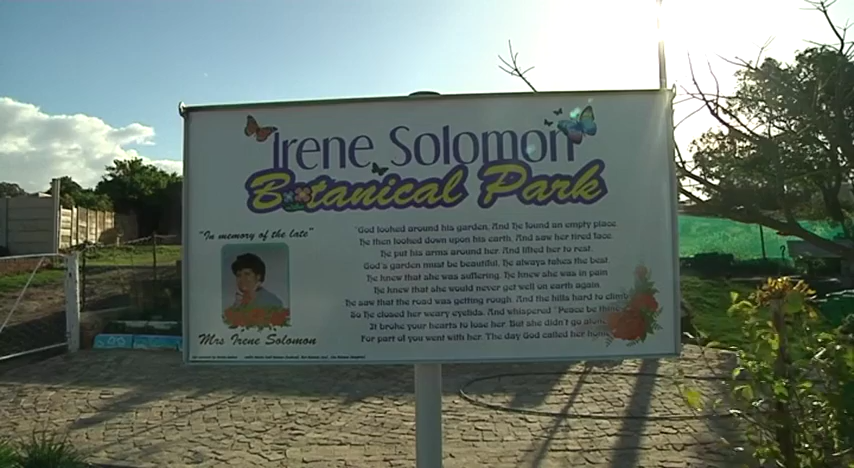 Irene Solomon
Botanical Park
"In memory of the late"
Mrs Irene Solomon
"God looked around his garden, And he found an empty place.
He then looked down upon his earth. And saw her tired face.
He put his arms around her. And lifted her to rest.
God's garden must be beautiful. He always takes the best.
He knew that she was suffering. He knew she was in pain.
He knew that she would never get well on earth again.
He saw that the road was getting rough. And the hills hard to climb.
So he closed her weary eyelids. And whispered "Peace be thine"
It broke your hearts to lose her. But she didn't go alone
For part of you went with her. The day God called her home